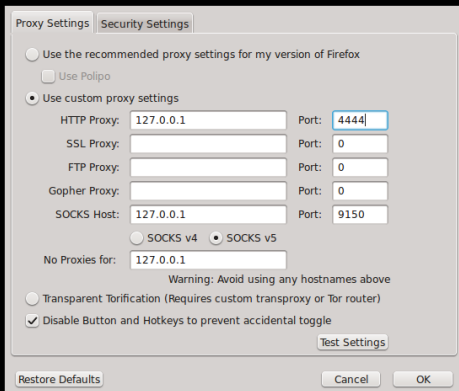 Proxy Settings Security Settings
Use the recommended proxy settings for my version of Firefox
Use Polipo
Use custom proxy settings
HTTP Proxy: 127.0.0.1 Port: 4444
SSL Proxy: Port: 0
FTP Proxy: Port: 0
Gopher Proxy: Port: 0
SOCKS Host: 127.0.0.1 Port: 9150
SOCKS v4 SOCKS v5
No Proxies for: 127.0.0.1
Warning: Avoid using any hostnames above
Transparent Torification (Requires custom transproxy or Tor router)
Disable Button and Hotkeys to prevent accidental toggle
Test Settings
Restore Defaults Cancel OK